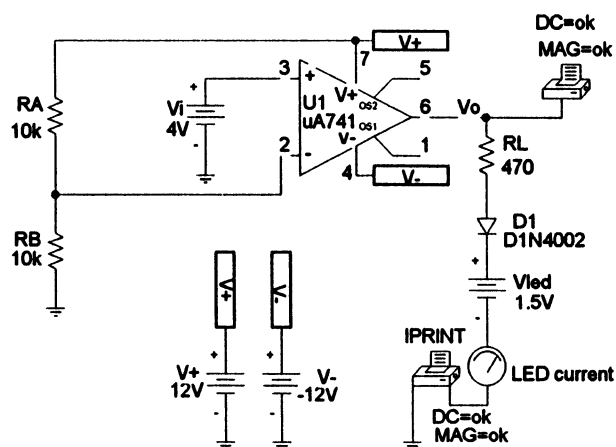 DC=ok
MAG=ok
V+
7
3
+
5
+
V+
OS2
RA
10k
Vi
4V
U1
uA741
6
Vo
OS1
-
2
-
V-
1
4
V-
RL
470
RB
10k
D1
D1N4002
V+
V-
+
Vled
1.5V
-
IPRINT
+
+
V+
12V
V-
-12V
-
-
LED current
DC=ok
MAG=ok